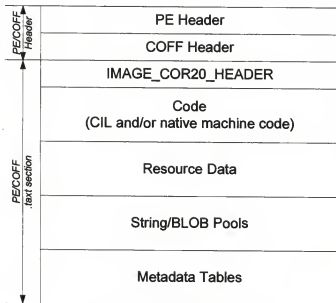 PE/COFF
Header
PE Header
COFF Header
PE/COFF
.taxt section
IMAGE_COR20_HEADER
Code
(CIL and/or native machine code)
Resource Data
String/BLOB Pools
Metadata Tables